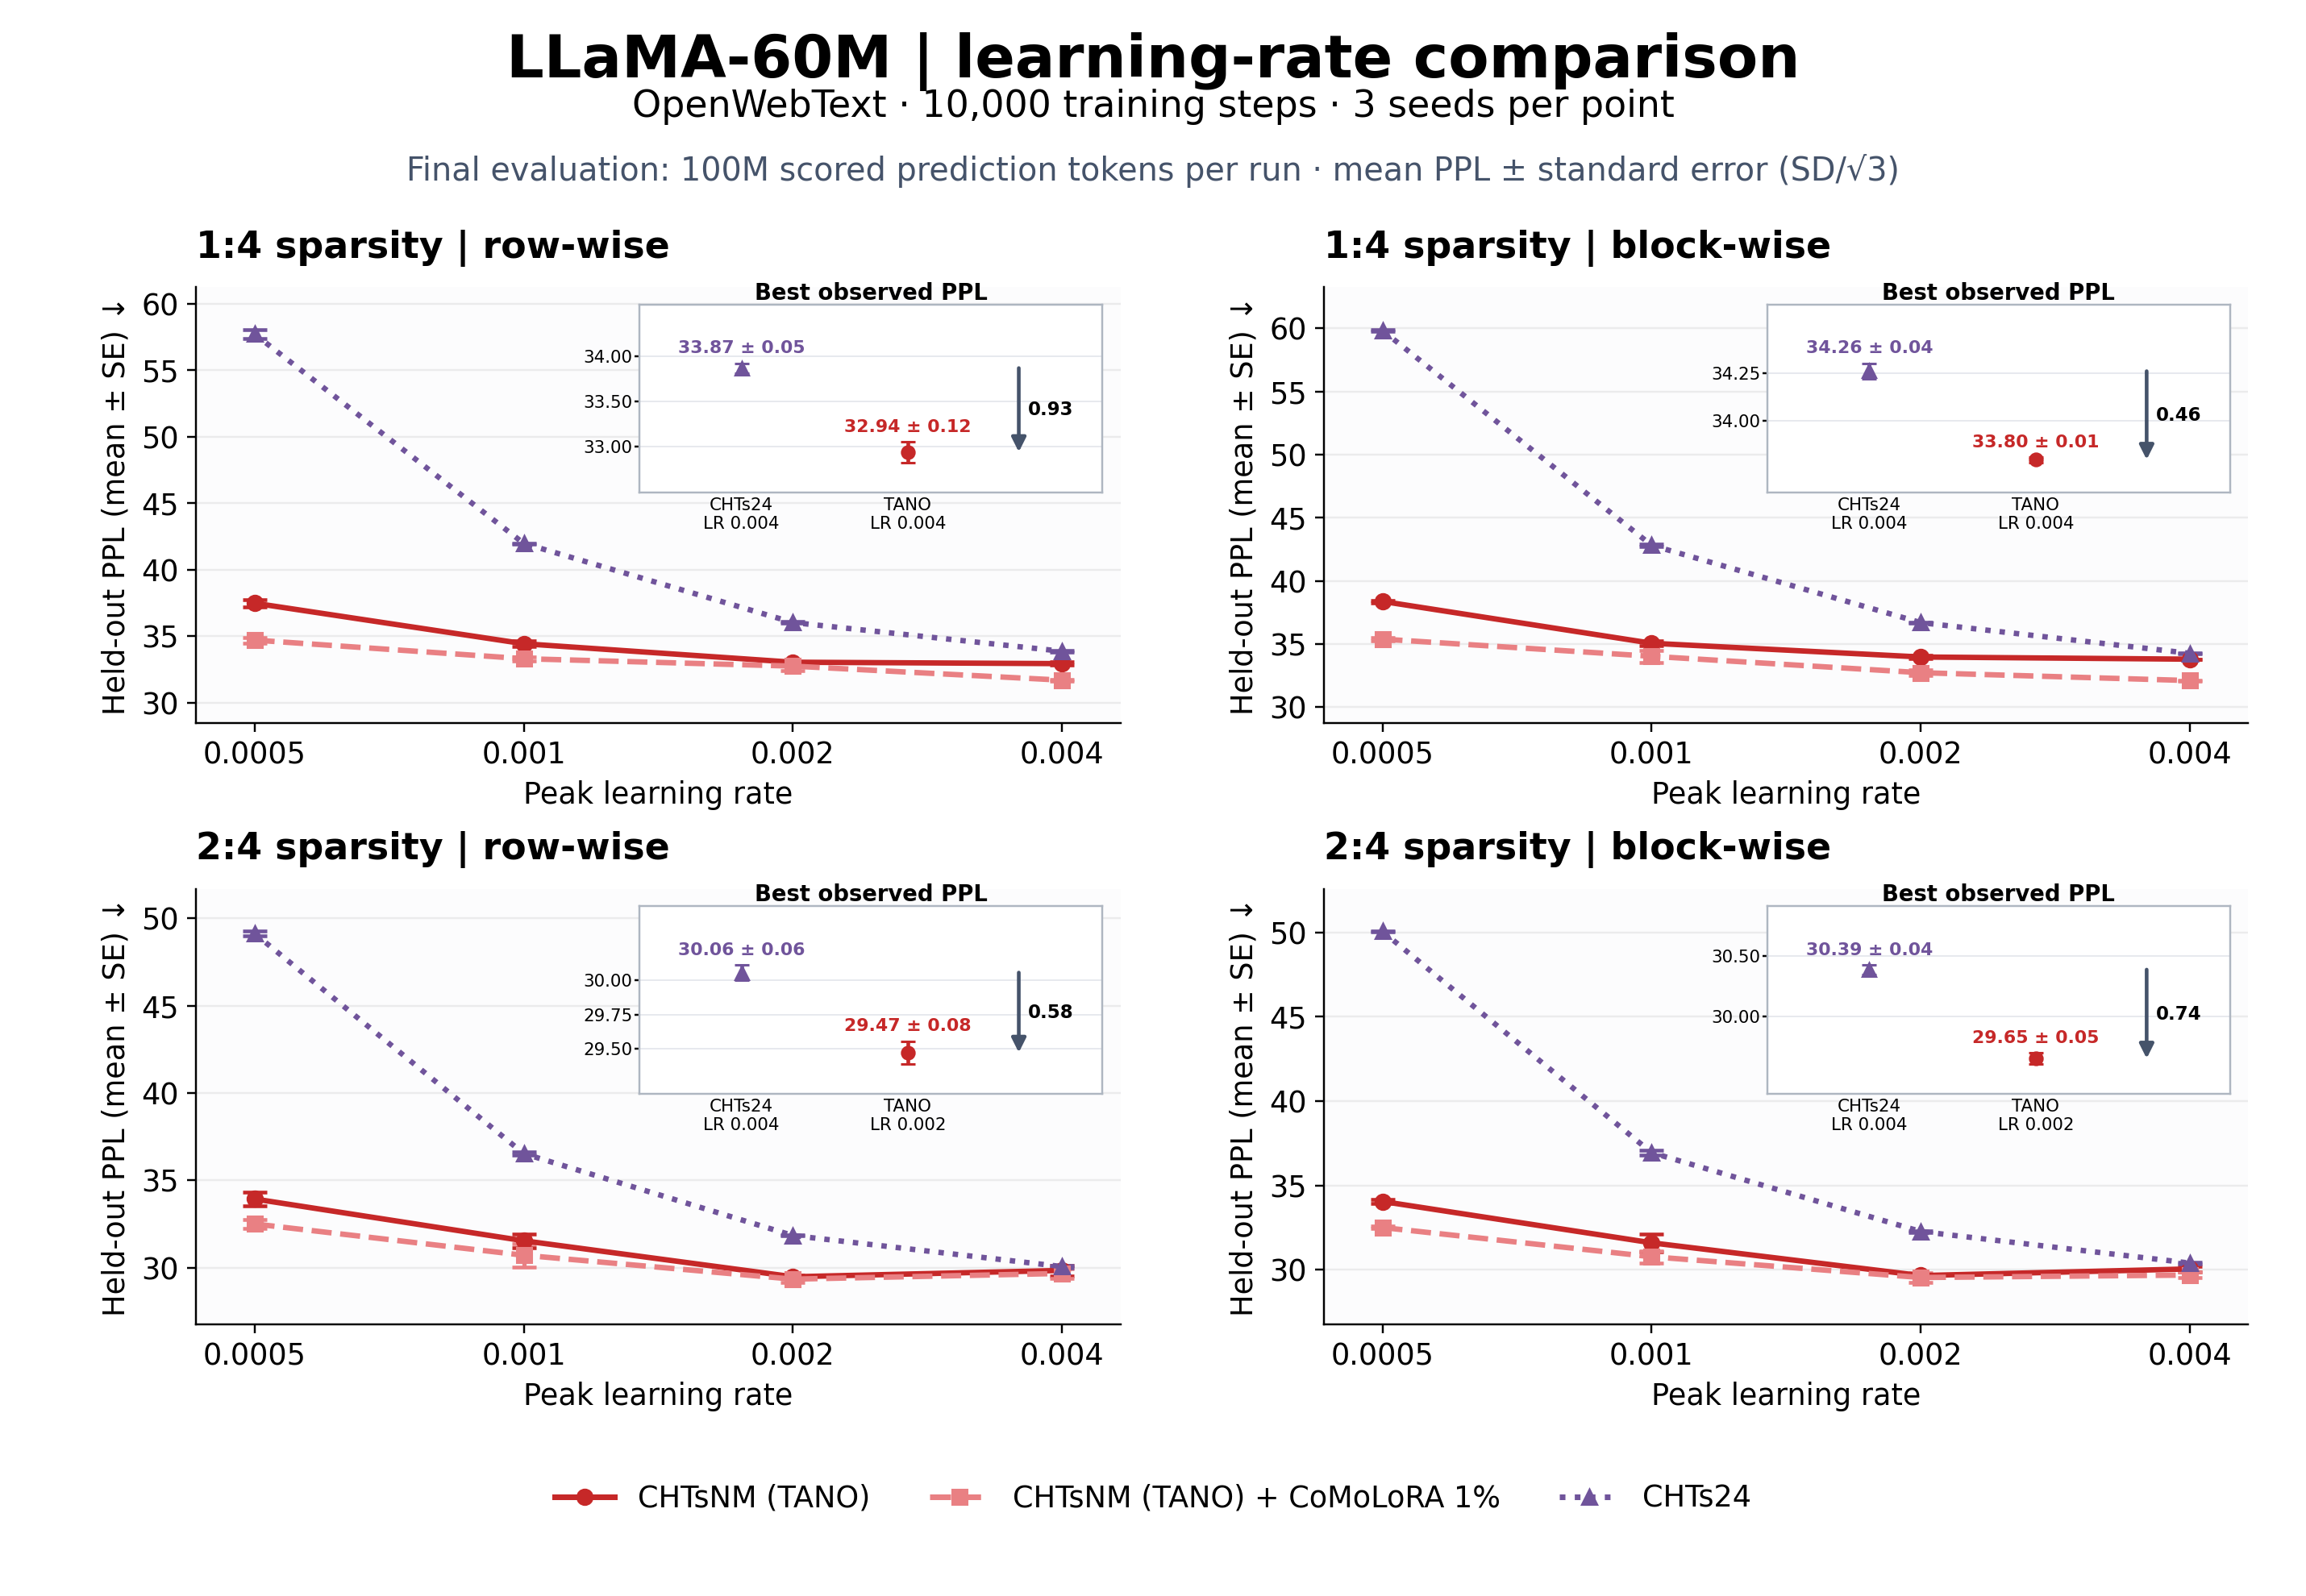 LLaMA-60M | learning-rate comparison
OpenWebText · 10,000 training steps · 3 seeds per point
Final evaluation: 100M scored prediction tokens per run · mean PPL ± standard error (SD/√3)
1:4 sparsity | row-wise
Held-out PPL (mean ± SE) ↓
60
55
50
45
40
35
30
Best observed PPL
34.00
33.50
33.00
33.87 ± 0.05
32.94 ± 0.12
0.93
CHTs24
LR 0.004
TANO
LR 0.004
0.0005
0.001
0.002
0.004
Peak learning rate
1:4 sparsity | block-wise
Held-out PPL (mean ± SE) ↓
60
55
50
45
40
35
30
Best observed PPL
34.25
34.00
34.26 ± 0.04
33.80 ± 0.01
0.46
CHTs24
LR 0.004
TANO
LR 0.004
0.0005
0.001
0.002
0.004
Peak learning rate
2:4 sparsity | row-wise
Held-out PPL (mean ± SE) ↓
50
45
40
35
30
Best observed PPL
30.00
29.75
29.50
30.06 ± 0.06
29.47 ± 0.08
0.58
CHTs24
LR 0.004
TANO
LR 0.002
0.0005
0.001
0.002
0.004
Peak learning rate
2:4 sparsity | block-wise
Held-out PPL (mean ± SE) ↓
50
45
40
35
30
Best observed PPL
30.50
30.00
30.39 ± 0.04
29.65 ± 0.05
0.74
CHTs24
LR 0.004
TANO
LR 0.002
0.0005
0.001
0.002
0.004
Peak learning rate
CHTsNM (TANO)
CHTsNM (TANO) + CoMoLoRA 1%
CHTs24